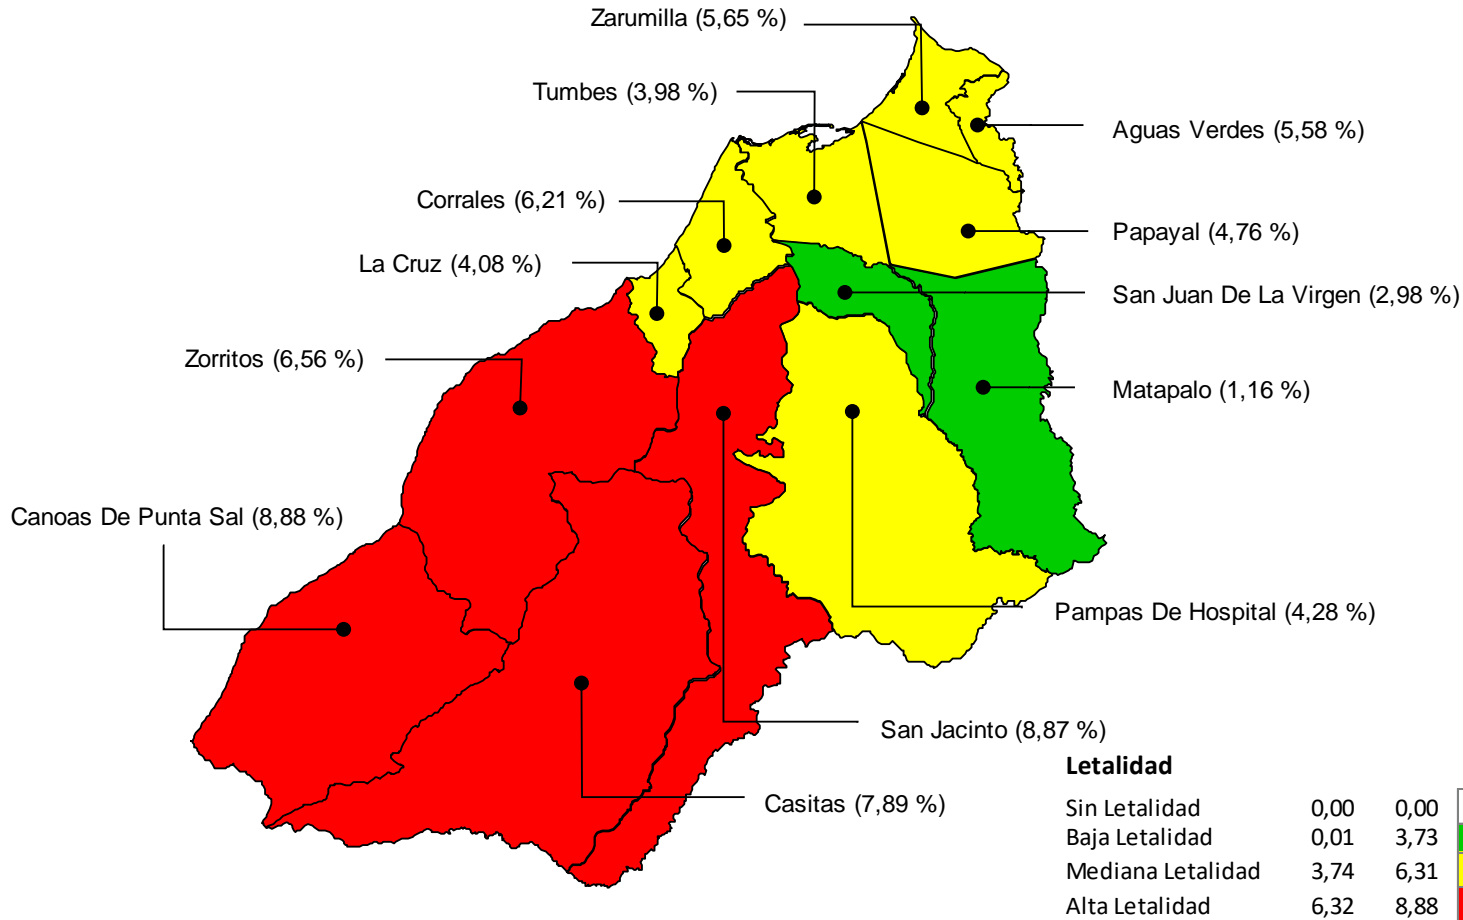 Zarumilla (5,65 %)
Tumbes (3,98 %)
Aguas Verdes (5,58 %)
Corrales (6,21 %)
Papayal (4,76 %)
La Cruz (4,08 %)
San Juan De La Virgen (2,98 %)
Zorritos (6,56 %)
Matapalo (1,16 %)
Canoas De Punta Sal (8,88 %)
Pampas De Hospital (4,28 %)
San Jacinto (8,87 %)
Casitas (7,89 %)
Letalidad
Sin Letalidad 0,00 0,00
Baja Letalidad 0,01 3,73
Mediana Letalidad 3,74 6,31
Alta Letalidad 6,32 8,88